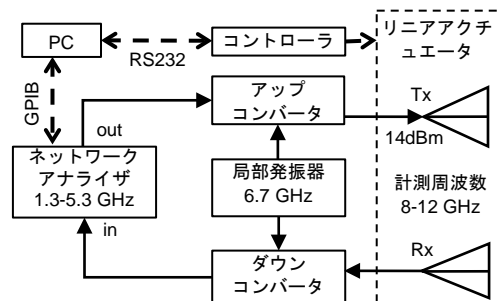 PC
RS232
コントローラ
リニアアクチ
ュエータ
GPIB
out
アップ
コンバータ
Tx
14dBm
ネットワーク
アナライザ
1.3-5.3 GHz
局部発振器
6.7 GHz
計測周波数
8-12 GHz
in
ダウン
コンバータ
Rx